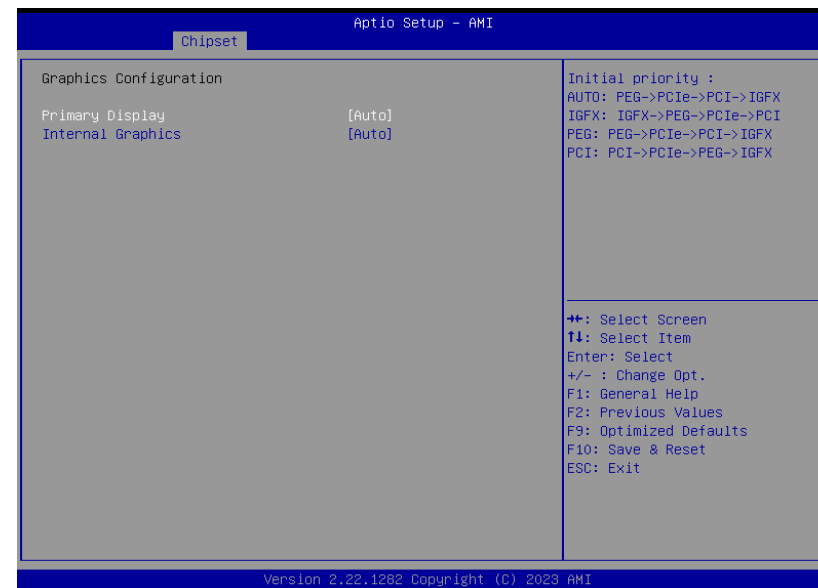 Aptio Setup – AMI
Chipset
Graphics Configuration
Primary Display [Auto]
Internal Graphics [Auto]
Initial priority :
AUTO: PEG->PCIe->PCI->IGFX
IGFX: IGFX->PEG->PCIe->PCI
PEG: PEG->PCIe->PCI->IGFX
PCI: PCI->PCIe->PEG->IGFX
→←: Select Screen
↑↓: Select Item
Enter: Select
+/- : Change Opt.
F1: General Help
F2: Previous Values
F9: Optimized Defaults
F10: Save & Reset
ESC: Exit
Version 2.22.1282 Copyright (C) 2023 AMI